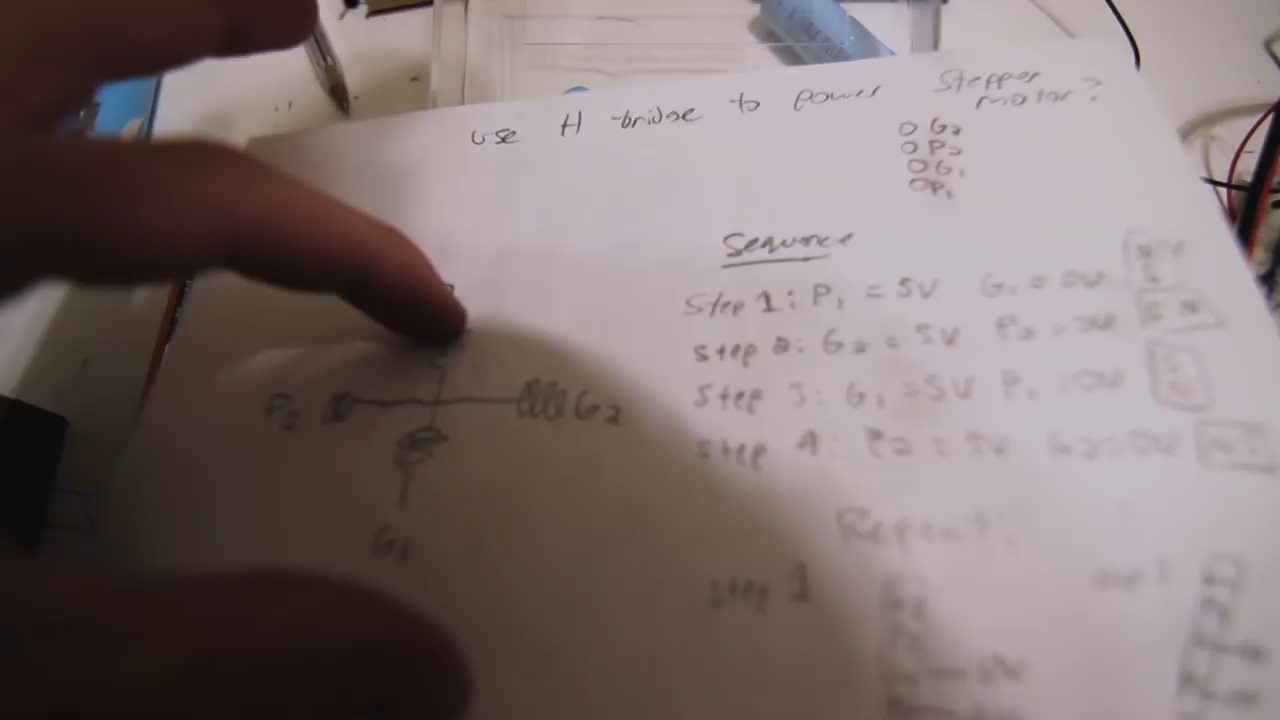 use H bridge to power Stepper motor?
G2
P2
G1
P1
Sequence
Step 1: P1 = 5V G1 = 0V
Step 2: G2 = 5V P2 = 0V
Step 3: G1 = 5V P1 = 0V
Step 4: P2 = 5V G2 = 0V
P2
G2
G1
Repeat.
Step 1